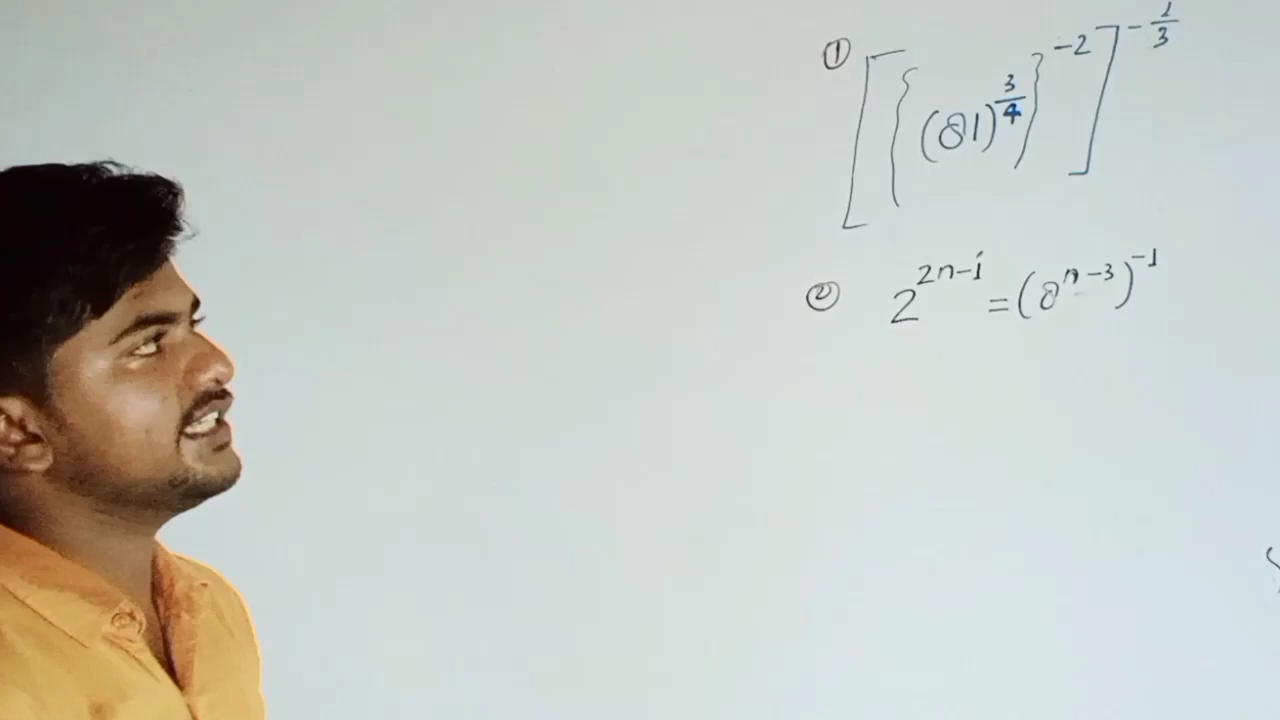 ① [{(81)^{3/4}}^{-2}]^{-1/3}
② 2^{2n-1} = (8^{n-3})^{-1}